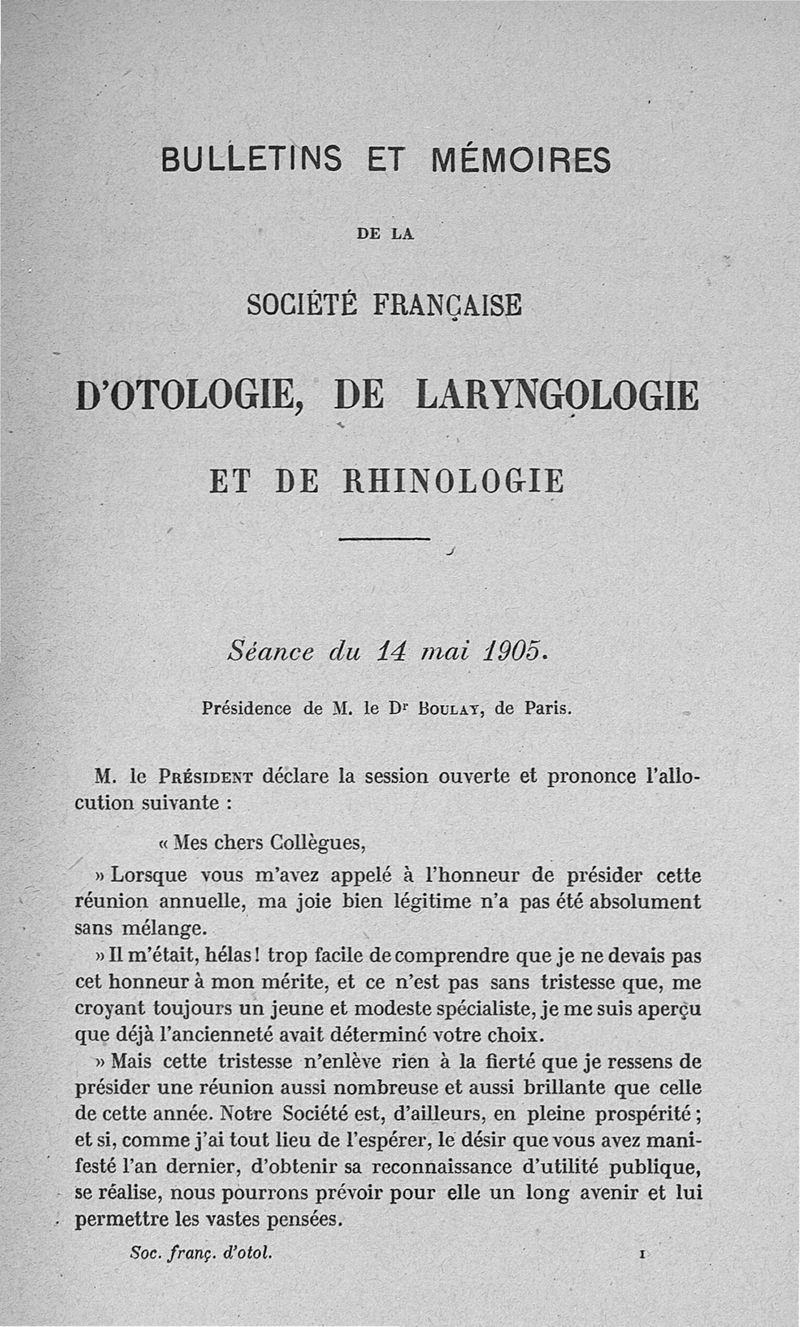 BULLETINS ET MÉMOIRES
DE LA
SOCIÉTÉ FRANÇAISE
D'OTOLOGIE, DE LARYNGOLOGIE
ET DE RHINOLOGIE
Séance du 14 mai 1905.
Présidence de M. le Dr BOULAY, de Paris.
M. le PRÉSIDENT déclare la session ouverte et prononce l'allo-
cution suivante :
« Mes chers Collègues,
» Lorsque vous m'avez appelé à l'honneur de présider cette
réunion annuelle, ma joie bien légitime n'a pas été absolument
sans mélange.
» Il m'était, hélas! trop facile de comprendre que je ne devais pas
cet honneur à mon mérite, et ce n'est pas sans tristesse que, me
croyant toujours un jeune et modeste spécialiste, je me suis aperçu
que déjà l'ancienneté avait déterminé votre choix.
» Mais cette tristesse n'enlève rien à la fierté que je ressens de
présider une réunion aussi nombreuse et aussi brillante que celle
de cette année. Notre Société est, d'ailleurs, en pleine prospérité ;
et si, comme j'ai tout lieu de l'espérer, le désir que vous avez mani-
festé l'an dernier, d'obtenir sa reconnaissance d'utilité publique,
se réalise, nous pourrons prévoir pour elle un long avenir et lui
permettre les vastes pensées.
Soc. franç. d'otol. 1